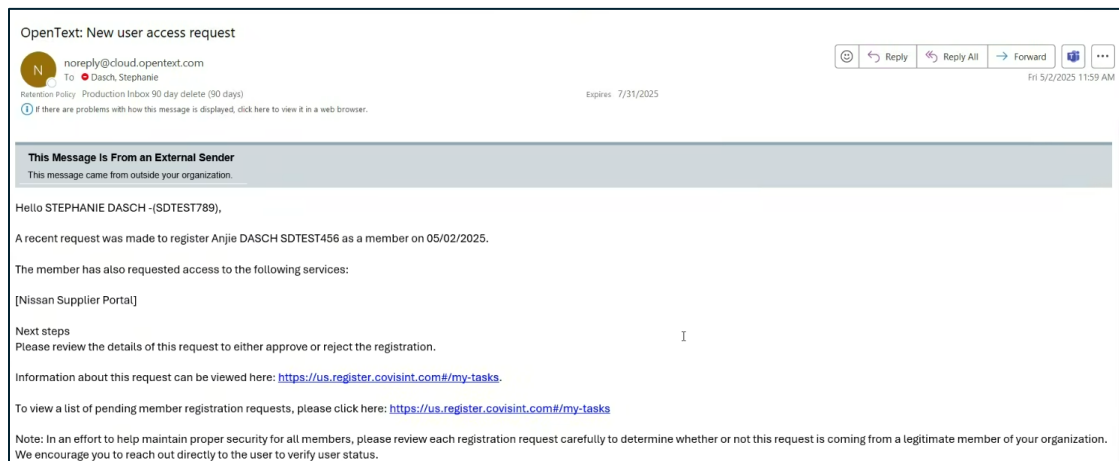 OpenText: New user access request
N
noreply@cloud.opentext.com
To Dasch, Stephanie
Reply
Reply All
Forward
Fri 5/2/2025 11:59 AM
Retention Policy Production Inbox 90 day delete (90 days)
Expires 7/31/2025
If there are problems with how this message is displayed, click here to view it in a web browser.
This Message Is From an External Sender
This message came from outside your organization.
Hello STEPHANIE DASCH -(SDTEST789),
A recent request was made to register Anjie DASCH SDTEST456 as a member on 05/02/2025.
The member has also requested access to the following services:
[Nissan Supplier Portal]
Next steps
Please review the details of this request to either approve or reject the registration.
Information about this request can be viewed here: https://us.register.covisint.com#/my-tasks.
To view a list of pending member registration requests, please click here: https://us.register.covisint.com#/my-tasks
Note: In an effort to help maintain proper security for all members, please review each registration request carefully to determine whether or not this request is coming from a legitimate member of your organization.
We encourage you to reach out directly to the user to verify user status.